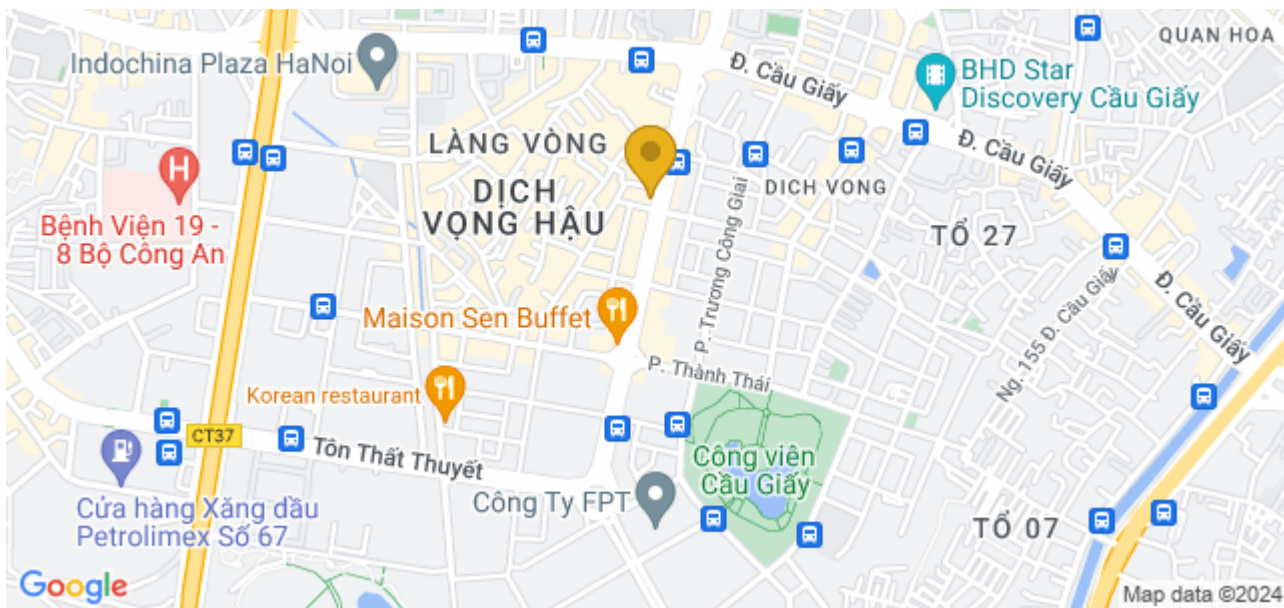 QUAN HOA
Indochina Plaza HaNoi
Đ. Cầu Giấy
BHD Star
Discovery Cầu Giấy
LÀNG VÒNG
Đ. Cầu Giấy
H
DỊCH
VỌNG HẬU
DICH VONG
Bệnh Viện 19 -
8 Bộ Công An
TỔ 27
P. Trương Công Giai
Đ. Cầu Giấy
Maison Sen Buffet
Ng. 155 Đ. Cầu Giấy
P. Thành Thái
Korean restaurant
CT37
Tôn Thất Thuyết
Công viên
Cầu Giấy
Công Ty FPT
Cửa hàng Xăng dầu
Petrolimex Số 67
TỔ 07
Google
Map data ©2024